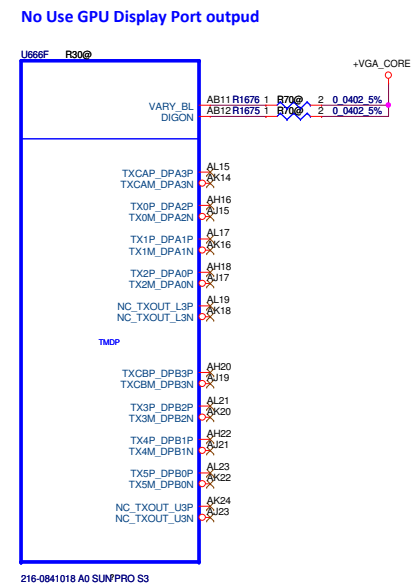 No Use GPU Display Port outpud
U666F R30@
+VGA_CORE
VARY_BL AB11 R1676 1 R70@ 2 0_0402_5%
DIGON AB12 R1675 1 R70@ 2 0_0402_5%
TXCAP_DPA3P AL15
TXCAM_DPA3N AK14
TX0P_DPA2P AH16
TX0M_DPA2N AJ15
TX1P_DPA1P AL17
TX1M_DPA1N AK16
TX2P_DPA0P AH18
TX2M_DPA0N AJ17
NC_TXOUT_L3P AL19
NC_TXOUT_L3N AK18
TMDP
TXCBP_DPB3P AH20
TXCBM_DPB3N AJ19
TX3P_DPB2P AL21
TX3M_DPB2N AK20
TX4P_DPB1P AH22
TX4M_DPB1N AJ21
TX5P_DPB0P AL23
TX5M_DPB0N AK22
NC_TXOUT_U3P AK24
NC_TXOUT_U3N AJ23
216-0841018 A0 SUN PRO S3